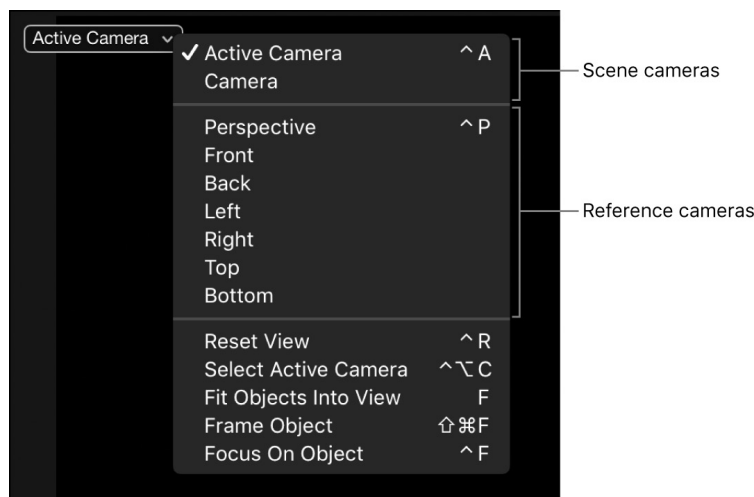 Active Camera
✓ Active Camera ^ A
Camera
Scene cameras
Perspective ^ P
Front
Back
Left
Right
Top
Bottom
Reference cameras
Reset View ^ R
Select Active Camera ^⌥ C
Fit Objects Into View F
Frame Object ⇧⌘F
Focus On Object ^ F